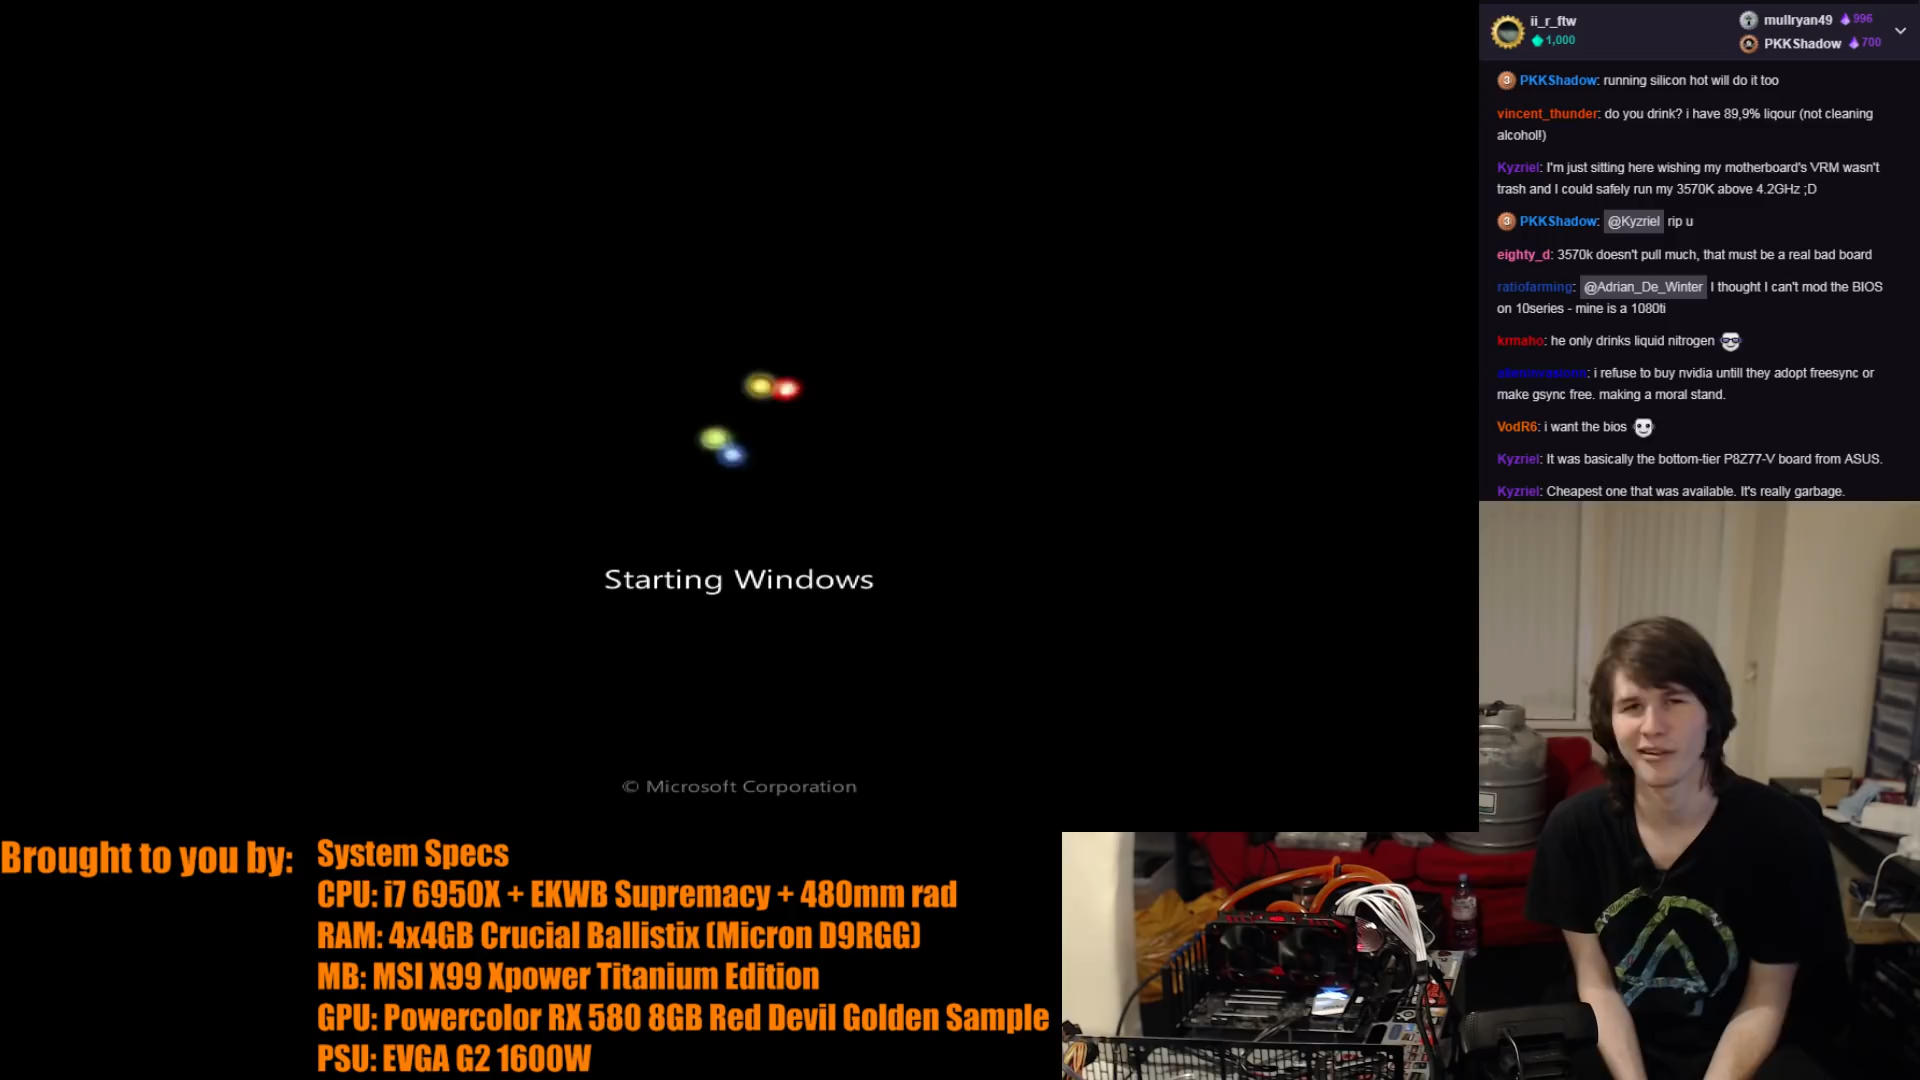 Starting Windows
© Microsoft Corporation
Brought to you by:
System Specs
CPU: i7 6950X + EKWB Supremacy + 480mm rad
RAM: 4x4GB Crucial Ballistix (Micron D9RGG)
MB: MSI X99 Xpower Titanium Edition
GPU: Powercolor RX 580 8GB Red Devil Golden Sample
PSU: EVGA G2 1600W
ii_r_ftw
1,000
mullryan49 996
PKKShadow 700
3 PKKShadow: running silicon hot will do it too
vincent_thunder: do you drink? i have 89,9% liqour (not cleaning
alcohol!)
Kyzriel: I'm just sitting here wishing my motherboard's VRM wasn't
trash and I could safely run my 3570K above 4.2GHz ;D
3 PKKShadow: @Kyzriel rip u
eighty_d: 3570k doesn't pull much, that must be a real bad board
ratiofarming: @Adrian_De_Winter I thought I can't mod the BIOS
on 10series - mine is a 1080ti
krmaho: he only drinks liquid nitrogen
: i refuse to buy nvidia untill they adopt freesync or
make gsync free. making a moral stand.
VodR6: i want the bios
Kyzriel: It was basically the bottom-tier P8Z77-V board from ASUS.
Kyzriel: Cheapest one that was available. It's really garbage.